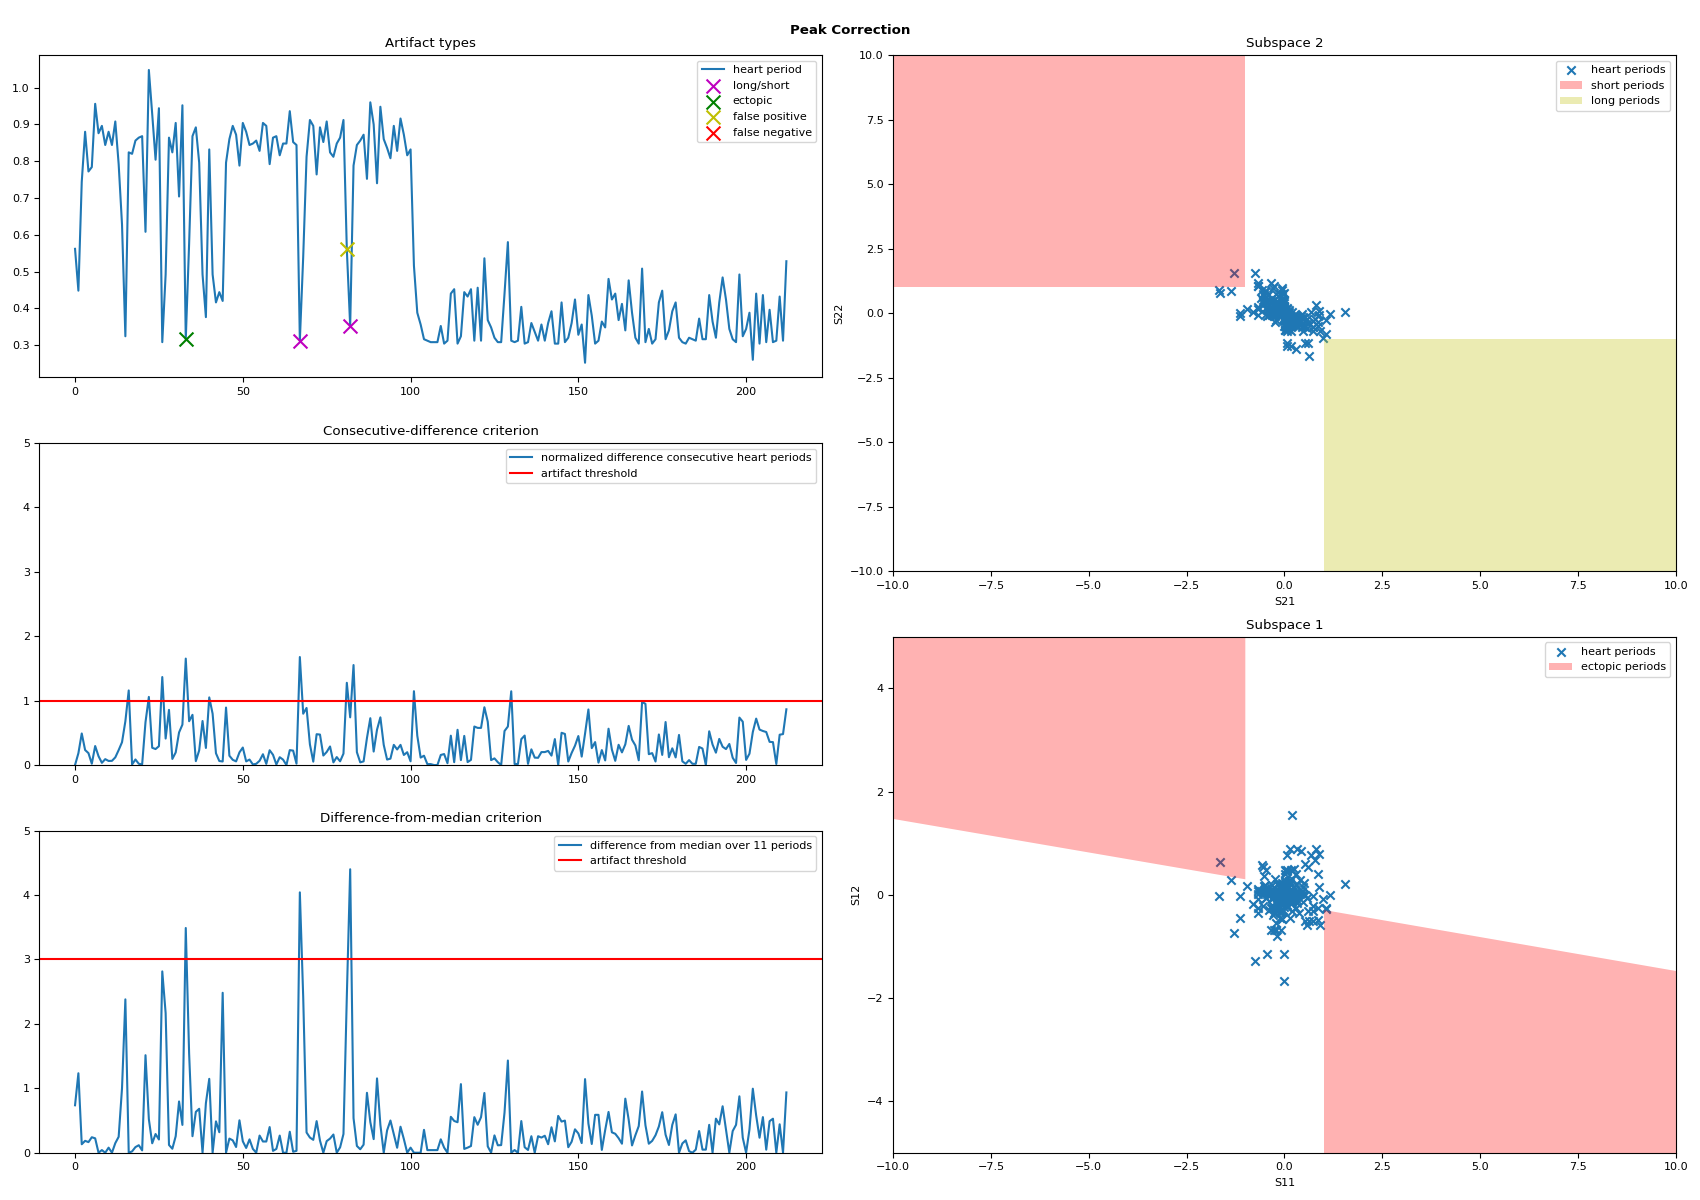 Peak Correction
Artifact types
heart period
long/short
ectopic
false positive
false negative
1.0
0.9
0.8
0.7
0.6
0.5
0.4
0.3
0 50 100 150 200
Consecutive-difference criterion
normalized difference consecutive heart periods
artifact threshold
5
4
3
2
1
0
0 50 100 150 200
Difference-from-median criterion
difference from median over 11 periods
artifact threshold
5
4
3
2
1
0
0 50 100 150 200
Subspace 2
heart periods
short periods
long periods
10.0
7.5
5.0
2.5
0.0
−2.5
−5.0
−7.5
−10.0
S22
−10.0 −7.5 −5.0 −2.5 0.0 2.5 5.0 7.5 10.0
S21
Subspace 1
heart periods
ectopic periods
4
2
0
−2
−4
S12
−10.0 −7.5 −5.0 −2.5 0.0 2.5 5.0 7.5 10.0
S11